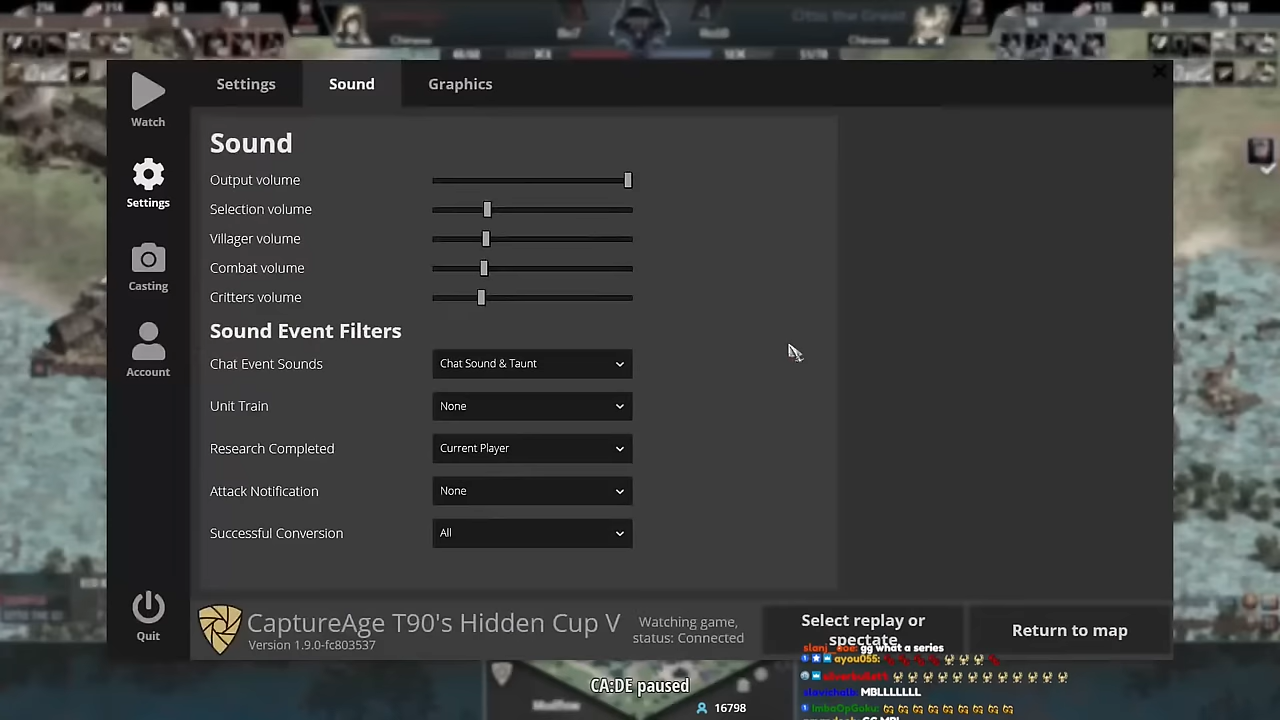 Settings
Sound
Graphics
Watch
Settings
Casting
Account
Quit
Sound
Output volume
Selection volume
Villager volume
Combat volume
Critters volume
Sound Event Filters
Chat Event Sounds
Chat Sound & Taunt
Unit Train
None
Research Completed
Current Player
Attack Notification
None
Successful Conversion
All
CaptureAge T90's Hidden Cup V
Version 1.9.0-fc803537
Watching game,
status: Connected
Select replay or
spectate
Return to map
gg what a series
ayou055:
MBLLLLLLL
ImbaOpGoku:
CA:DE paused
16798